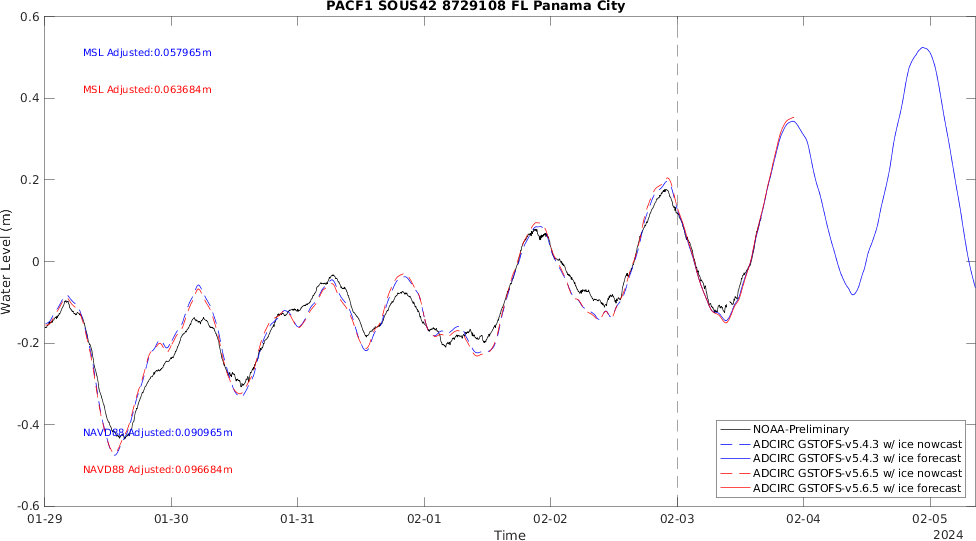 PACF1 SOUS42 8729108 FL Panama City
0.6
MSL Adjusted:0.057965m
MSL Adjusted:0.063684m
0.4
0.2
0
Water Level (m)
-0.2
-0.4
NAVD88 Adjusted:0.090965m
NAVD88 Adjusted:0.096684m
NOAA-Preliminary
ADCIRC GSTOFS-v5.4.3 w/ ice nowcast
ADCIRC GSTOFS-v5.4.3 w/ ice forecast
ADCIRC GSTOFS-v5.6.5 w/ ice nowcast
ADCIRC GSTOFS-v5.6.5 w/ ice forecast
-0.6
01-29 01-30 01-31 02-01 02-02 02-03 02-04 02-05
Time
2024